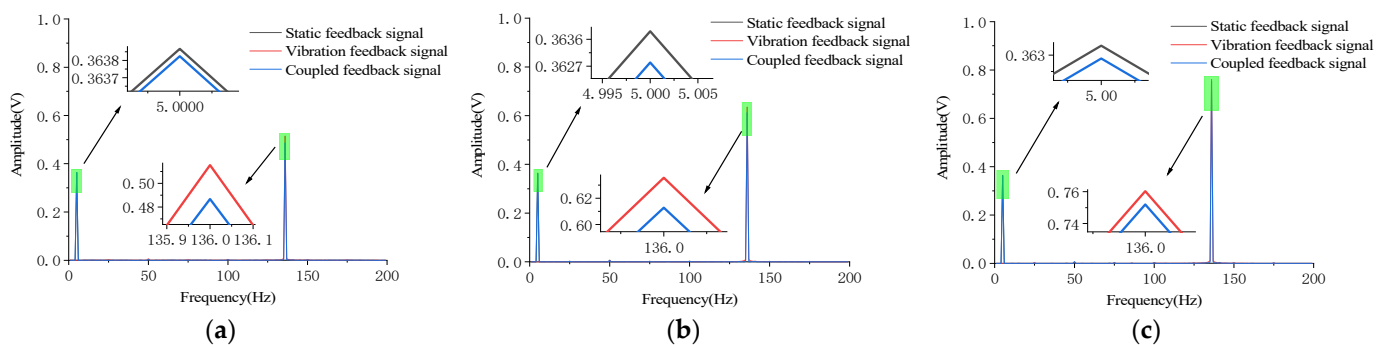 Static feedback signal
Vibration feedback signal
Coupled feedback signal
1.0
0.8
0.6
0.4
0.2
0.0
Amplitude(V)
0.3638
0.3637
5.0000
0.50
0.48
135.9 136.0 136.1
0 50 100 150 200
Frequency(Hz)
(a)
Static feedback signal
Vibration feedback signal
Coupled feedback signal
1.0
0.8
0.6
0.4
0.2
0.0
Amplitude(V)
0.3636
0.3627
4.995 5.000 5.005
0.62
0.60
136.0
0 50 100 150 200
Frequency(Hz)
(b)
Static feedback signal
Vibration feedback signal
Coupled feedback signal
1.0
0.8
0.6
0.4
0.2
0.0
Amplitude(V)
0.363
5.00
0.76
0.74
136.0
0 50 100 150 200
Frequency(Hz)
(c)